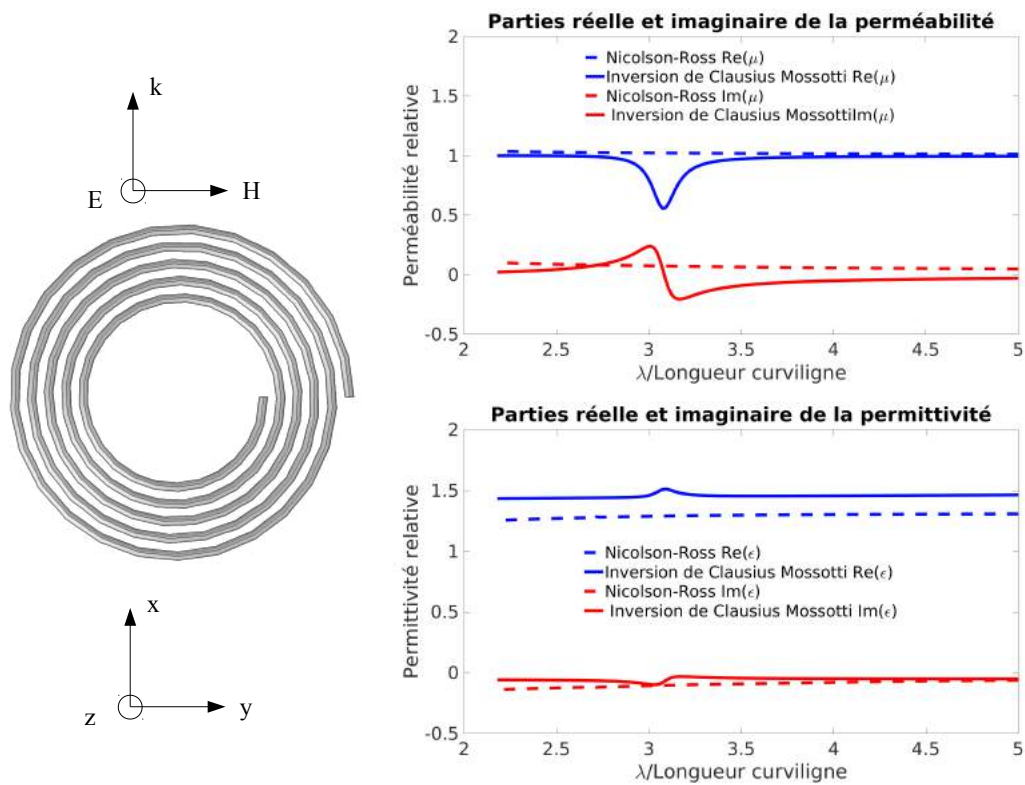 k
E
H
x
z
y
Parties réelle et imaginaire de la perméabilité
2
1.5
1
0.5
0
-0.5
Perméabilité relative
Nicolson-Ross Re(μ)
Inversion de Clausius Mossotti Re(μ)
Nicolson-Ross Im(μ)
Inversion de Clausius MossottiIm(μ)
2
2.5
3
3.5
4
4.5
5
λ/Longueur curviligne
Parties réelle et imaginaire de la permittivité
2
1.5
1
0.5
0
-0.5
Permittivité relative
Nicolson-Ross Re(ϵ)
Inversion de Clausius Mossotti Re(ϵ)
Nicolson-Ross Im(ϵ)
Inversion de Clausius Mossotti Im(ϵ)
2
2.5
3
3.5
4
4.5
5
λ/Longueur curviligne